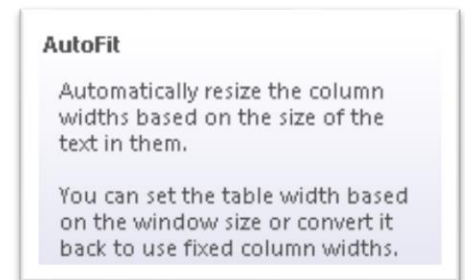 AutoFit
Automatically resize the column
widths based on the size of the
text in them.
You can set the table width based
on the window size or convert it
back to use fixed column widths.